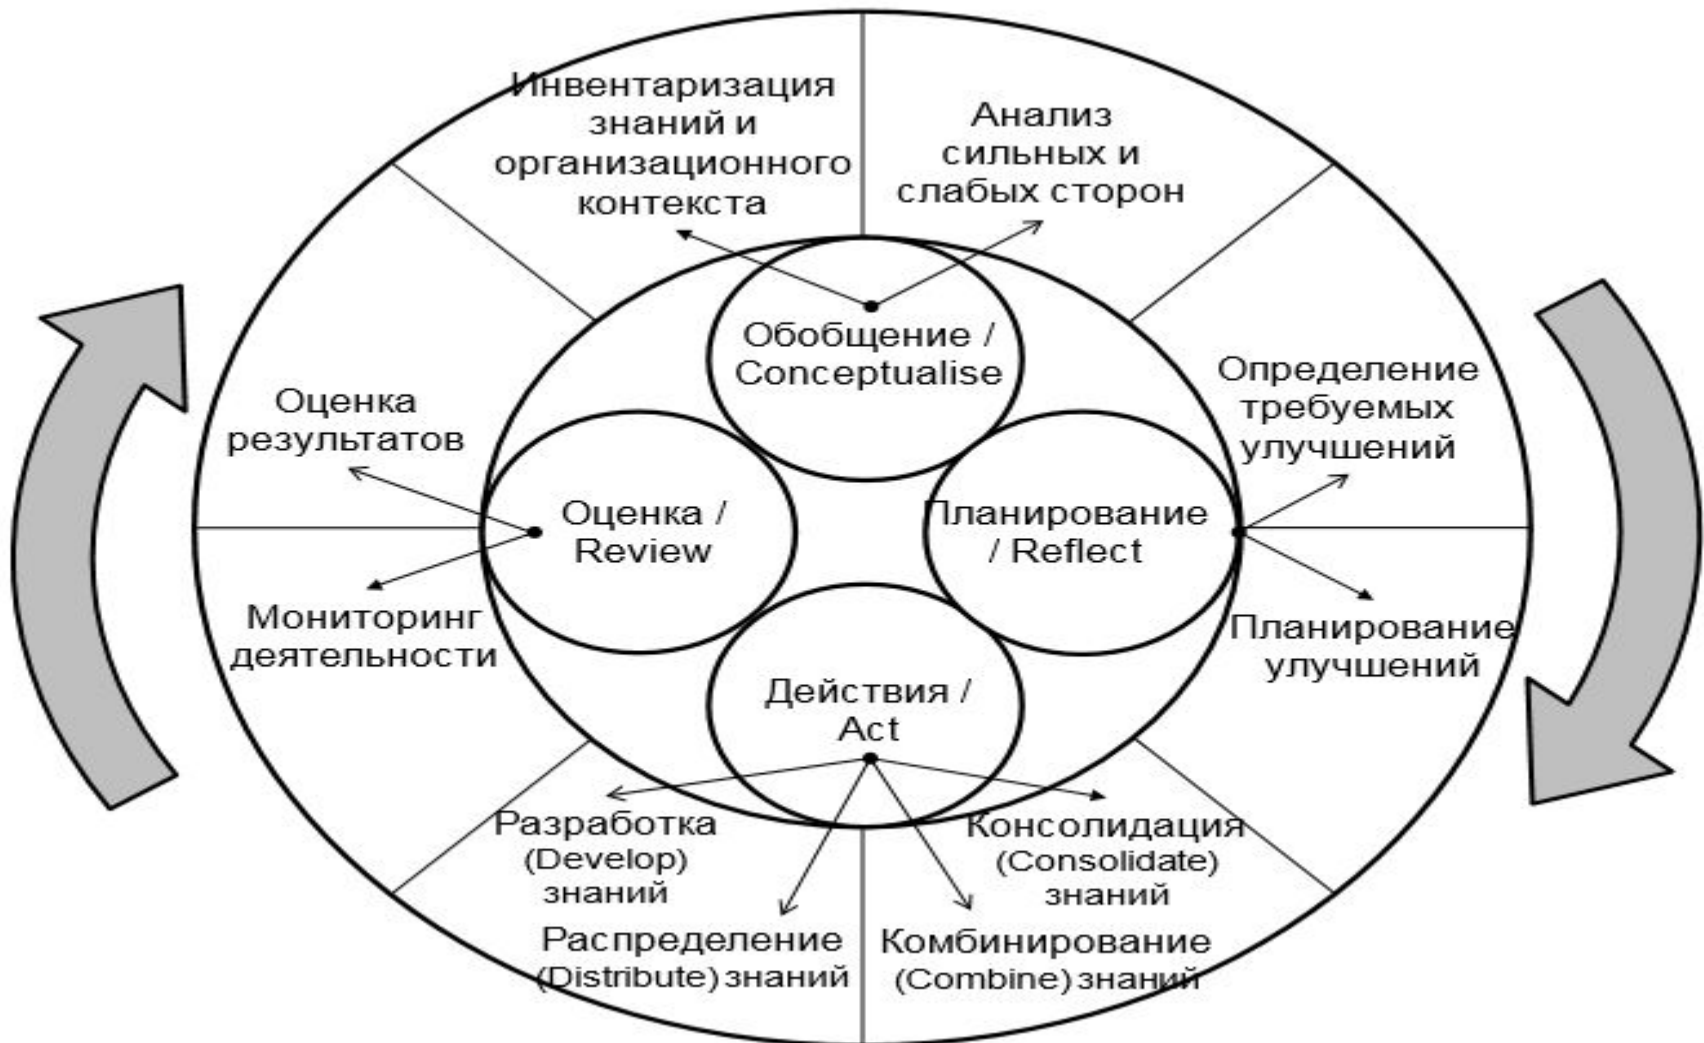 Инвентаризация
знаний и
организационного
контекста
Анализ
сильных и
слабых сторон
Обобщение /
Conceptualise
Оценка
результатов
Определение
требуемых
улучшений
Оценка /
Review
Планирование
/ Reflect
Мониторинг
деятельности
Планирование
улучшений
Действия /
Act
Разработка
(Develop)
знаний
Консолидация
(Consolidate)
знаний
Распределение
(Distribute) знаний
Комбинирование
(Combine) знаний